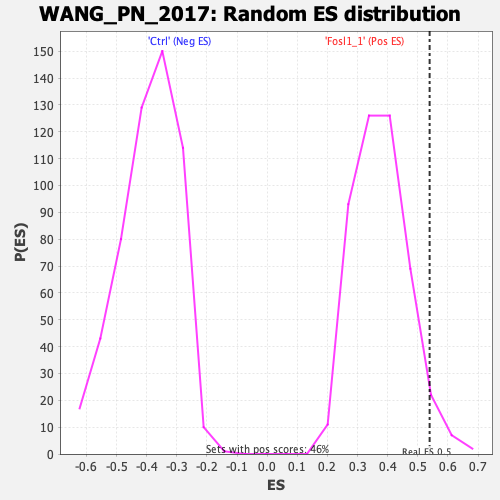 WANG_PN_2017: Random ES distribution
'Ctrl' (Neg ES)
'Fosl1_1' (Pos ES)
150
140
130
120
110
100
90
80
70
60
50
40
30
20
10
0
P(ES)
Sets with pos scores: 46%
Real ES 0.5
-0.6 -0.5 -0.4 -0.3 -0.2 -0.1 0.0 0.1 0.2 0.3 0.4 0.5 0.6 0.7
ES